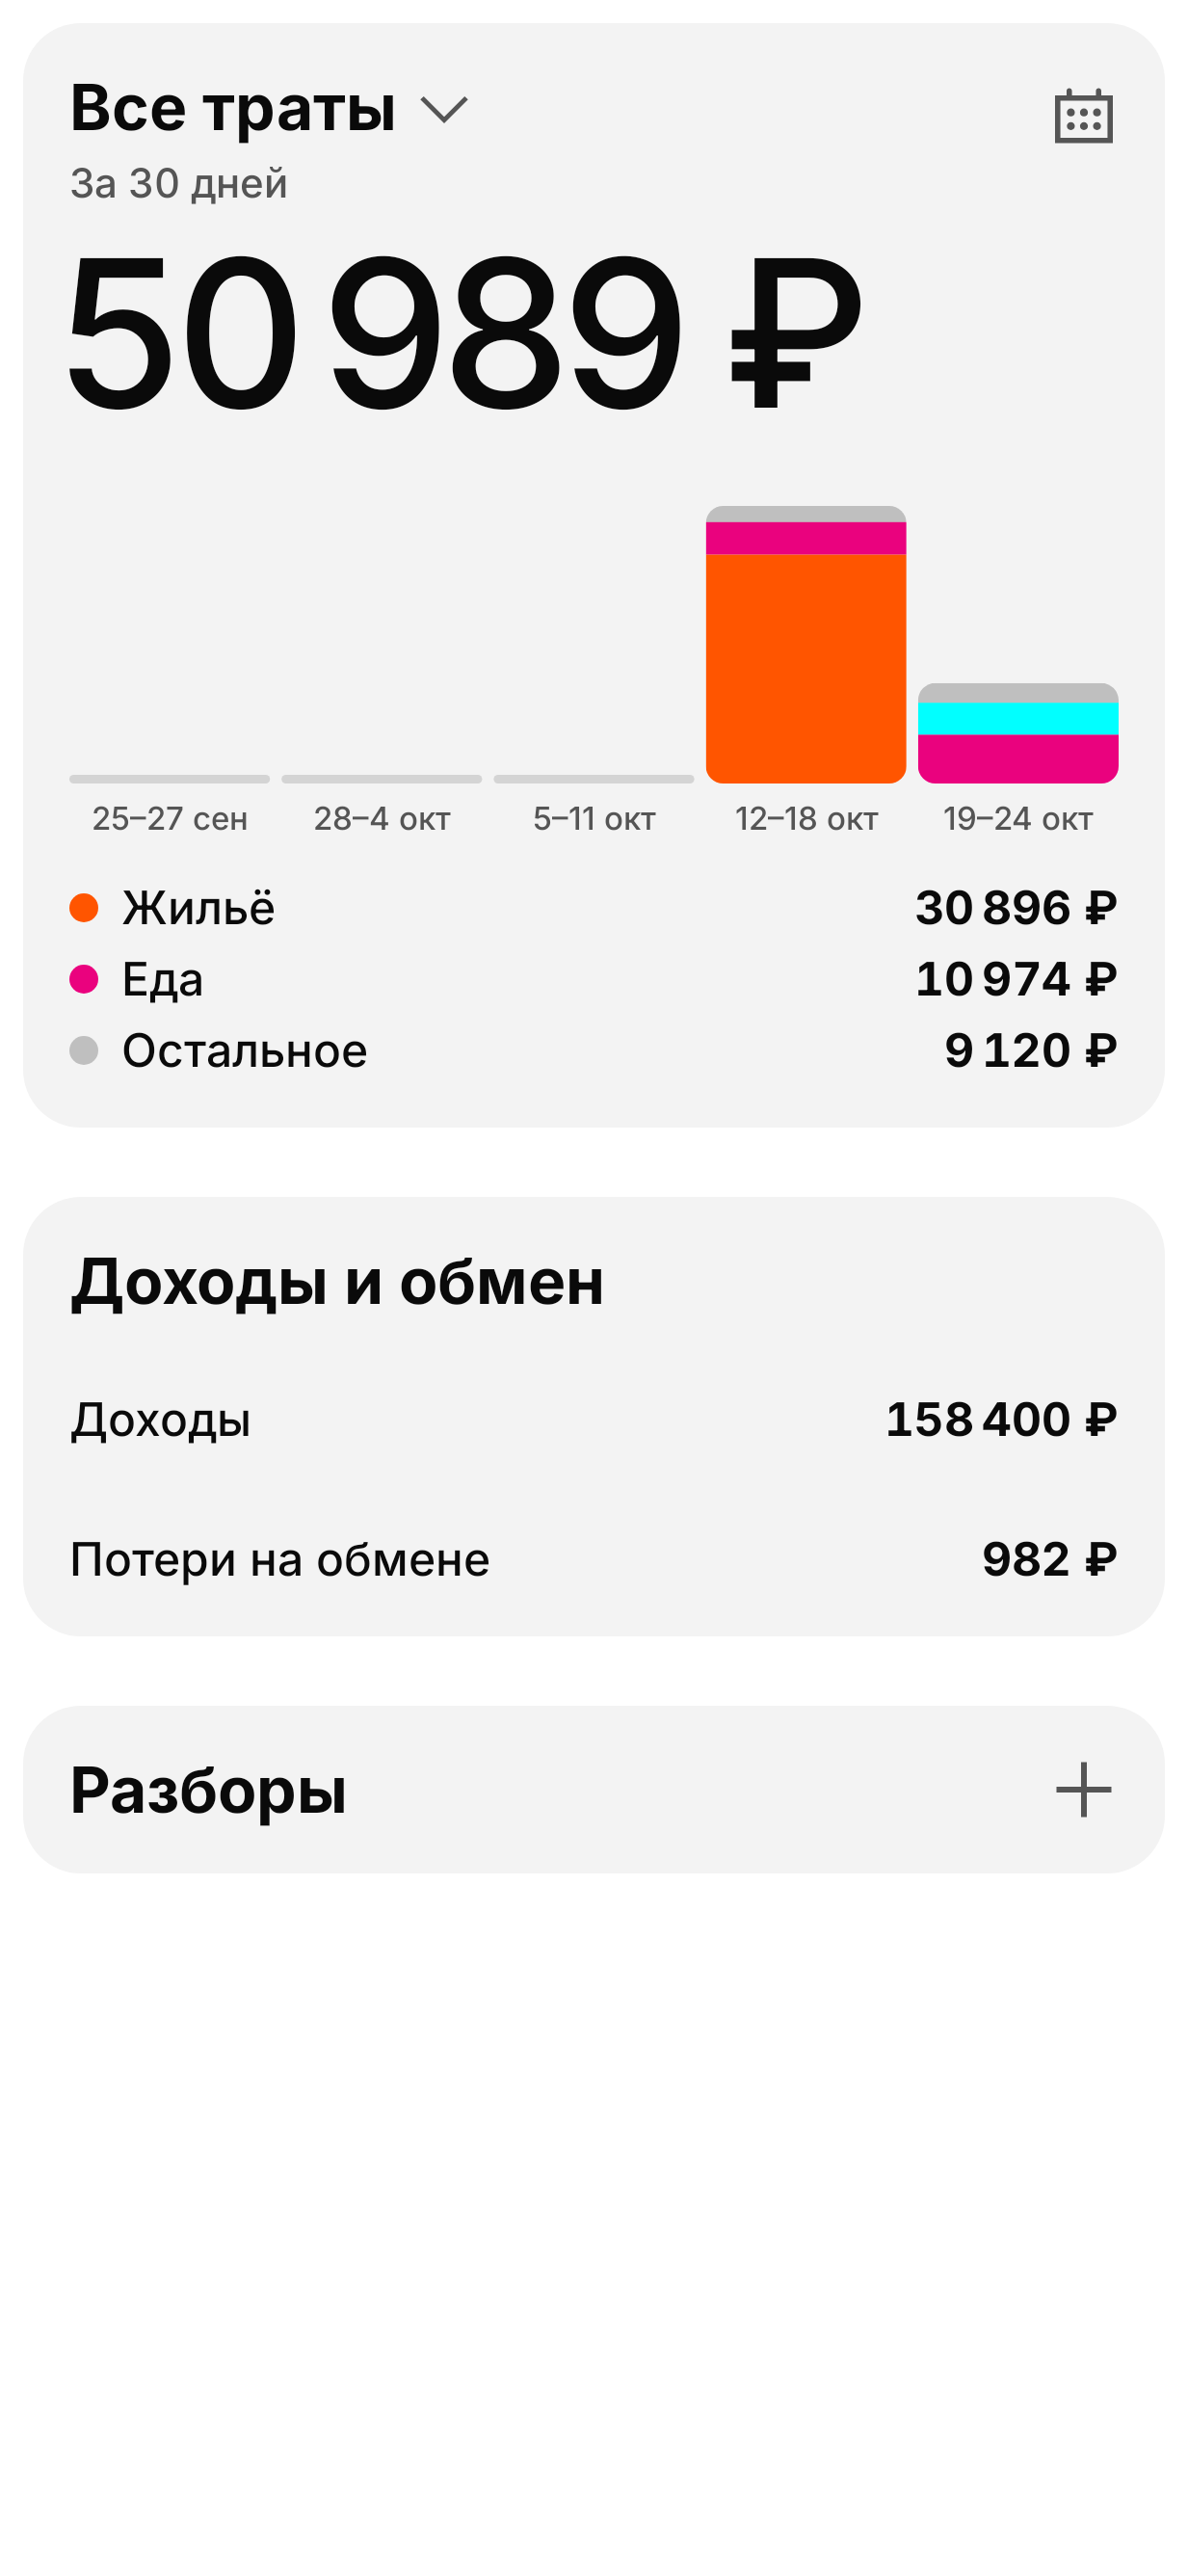 Все траты
За 30 дней
50 989 ₽
25–27 сен 28–4 окт 5–11 окт 12–18 окт 19–24 окт
Жильё 30 896 ₽
Еда 10 974 ₽
Остальное 9 120 ₽
Доходы и обмен
Доходы 158 400 ₽
Потери на обмене 982 ₽
Разборы